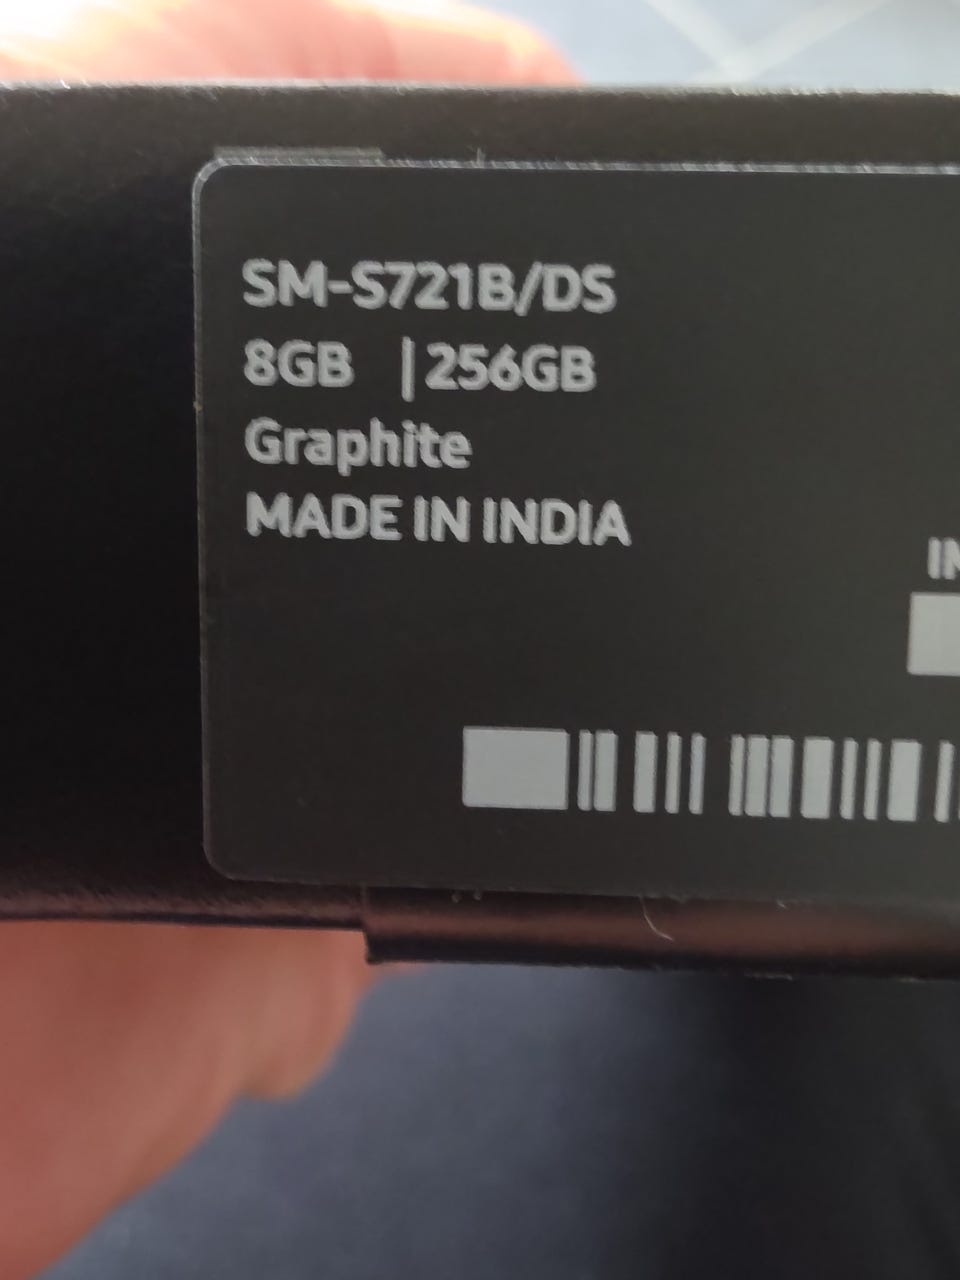 SM-S721B/DS
8GB | 256GB
Graphite
MADE IN INDIA